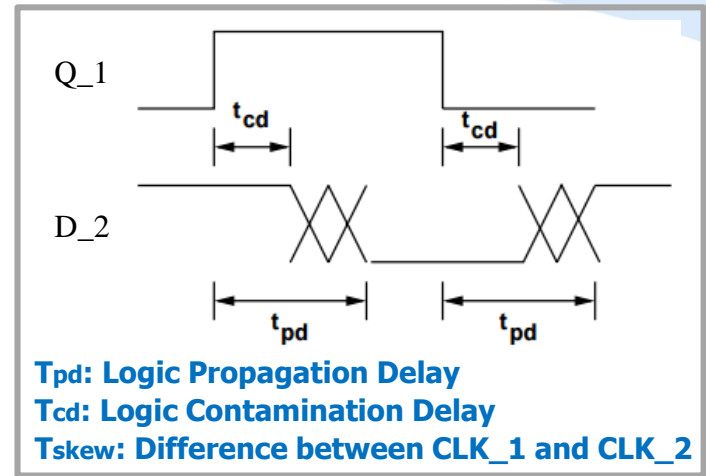 Q_1
tcd
tcd
D_2
tpd
tpd
Tpd: Logic Propagation Delay
Tcd: Logic Contamination Delay
Tskew: Difference between CLK_1 and CLK_2